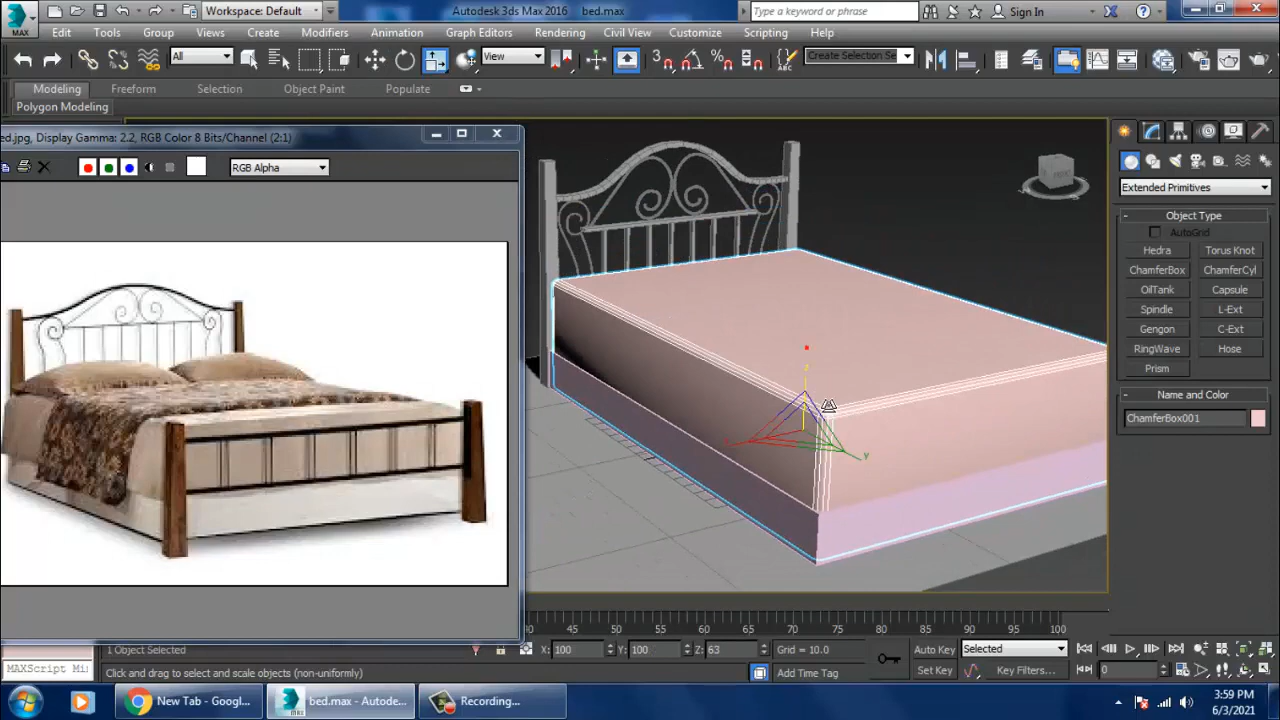 Workspace: Default
Autodesk 3ds Max 2016 bed.max
Type a keyword or phrase
Sign In
MAX
Edit Tools Group Views Create Modifiers Animation Graph Editors Rendering Civil View Customize Scripting Help
All
View
3
Create Selection Se
Modeling Freeform Selection Object Paint Populate
Polygon Modeling
ed.jpg, Display Gamma: 2.2, RGB Color 8 Bits/Channel (2:1)
RGB Alpha
Extended Primitives
- Object Type
AutoGrid
Hedra Torus Knot
ChamferBox ChamferCyl
OilTank Capsule
Spindle L-Ext
Gengon C-Ext
RingWave Hose
Prism
- Name and Color
ChamferBox001
z
y
45 50 55 60 65 70 75 80 85 90 95 100
1 Object Selected
X: 100 Y: 100 Z: 63 Grid = 10.0
Auto Key Selected
MAXScript Mi
Click and drag to select and scale objects (non-uniformly)
Add Time Tag
Set Key Key Filters...
0
New Tab - Googl...
bed.max - Autode...
Recording...
3:59 PM
6/3/2021